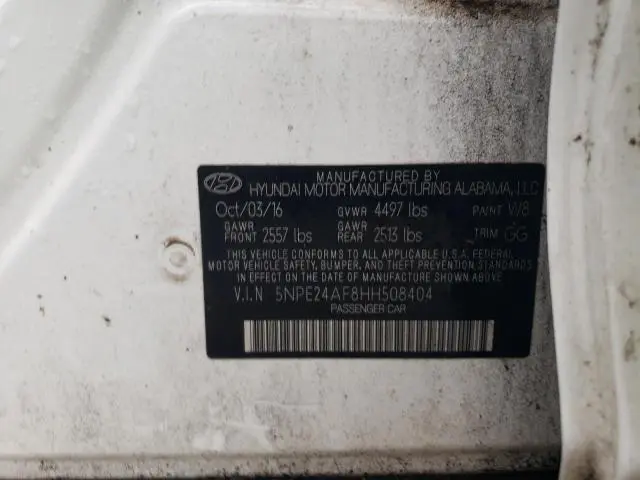 MANUFACTURED BY
HYUNDAI MOTOR MANUFACTURING ALABAMA, LLC
Oct/03/16 GVWR 4497 lbs PAINT W8
GAWR FRONT 2557 lbs GAWR REAR 2513 lbs TRIM GG
THIS VEHICLE CONFORMS TO ALL APPLICABLE U.S.A. FEDERAL
MOTOR VEHICLE SAFETY, BUMPER, AND THEFT PREVENTION STANDARDS
IN EFFECT ON THE DATE OF MANUFACTURE SHOWN ABOVE
V.I.N 5NPE24AF8HH508404
PASSENGER CAR